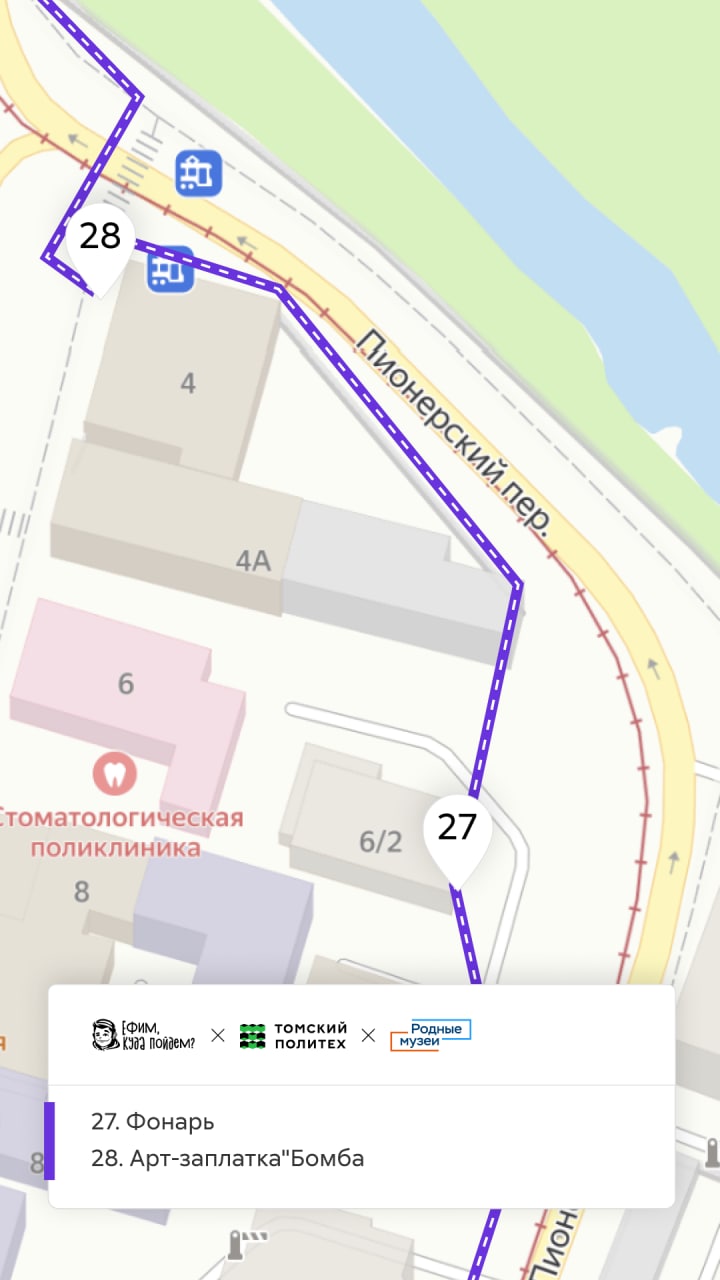 28
4
Пионерский пер.
4А
6
27
Стоматологическая
поликлиника
6/2
8
ЕФИМ,
КУДА ПОЙДЕМ?
ТОМСКИЙ
ПОЛИТЕХ
Родные
музеи
27. Фонарь
28. Арт-заплатка"Бомба
8
Пион